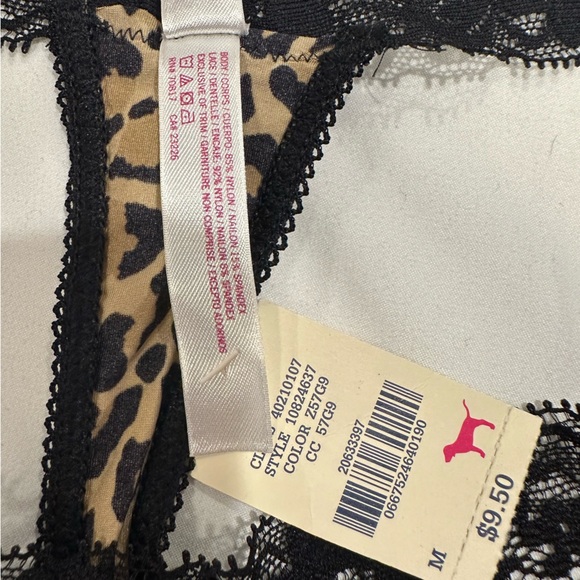 BODY / CORPS / CUERPO: 85% NYLON / NAILON 15% SPANDEX
LACE / DENTELLE / ENCAJE: 92% NYLON / NAILON 8% SPANDEX
EXCLUSIVE OF TRIM / GARNITURE NON COMPRISE / EXCEPTO ADORNOS
RN# 70817 CA# 23226
CLASS 40210107
STYLE 10824637
COLOR Z57G9
CC 57G9
20633397
0667524640190
M
$9.50